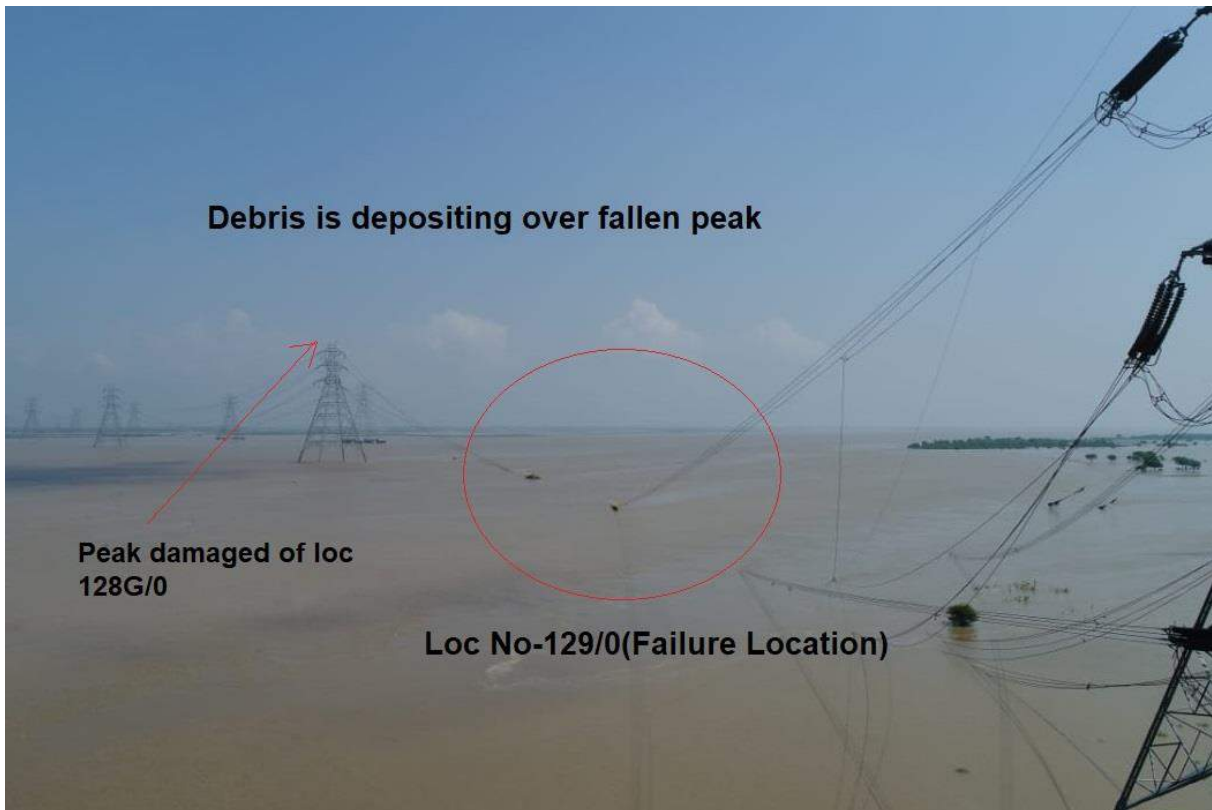 Debris is depositing over fallen peak
Peak damaged of loc
128G/0
Loc No-129/0(Failure Location)